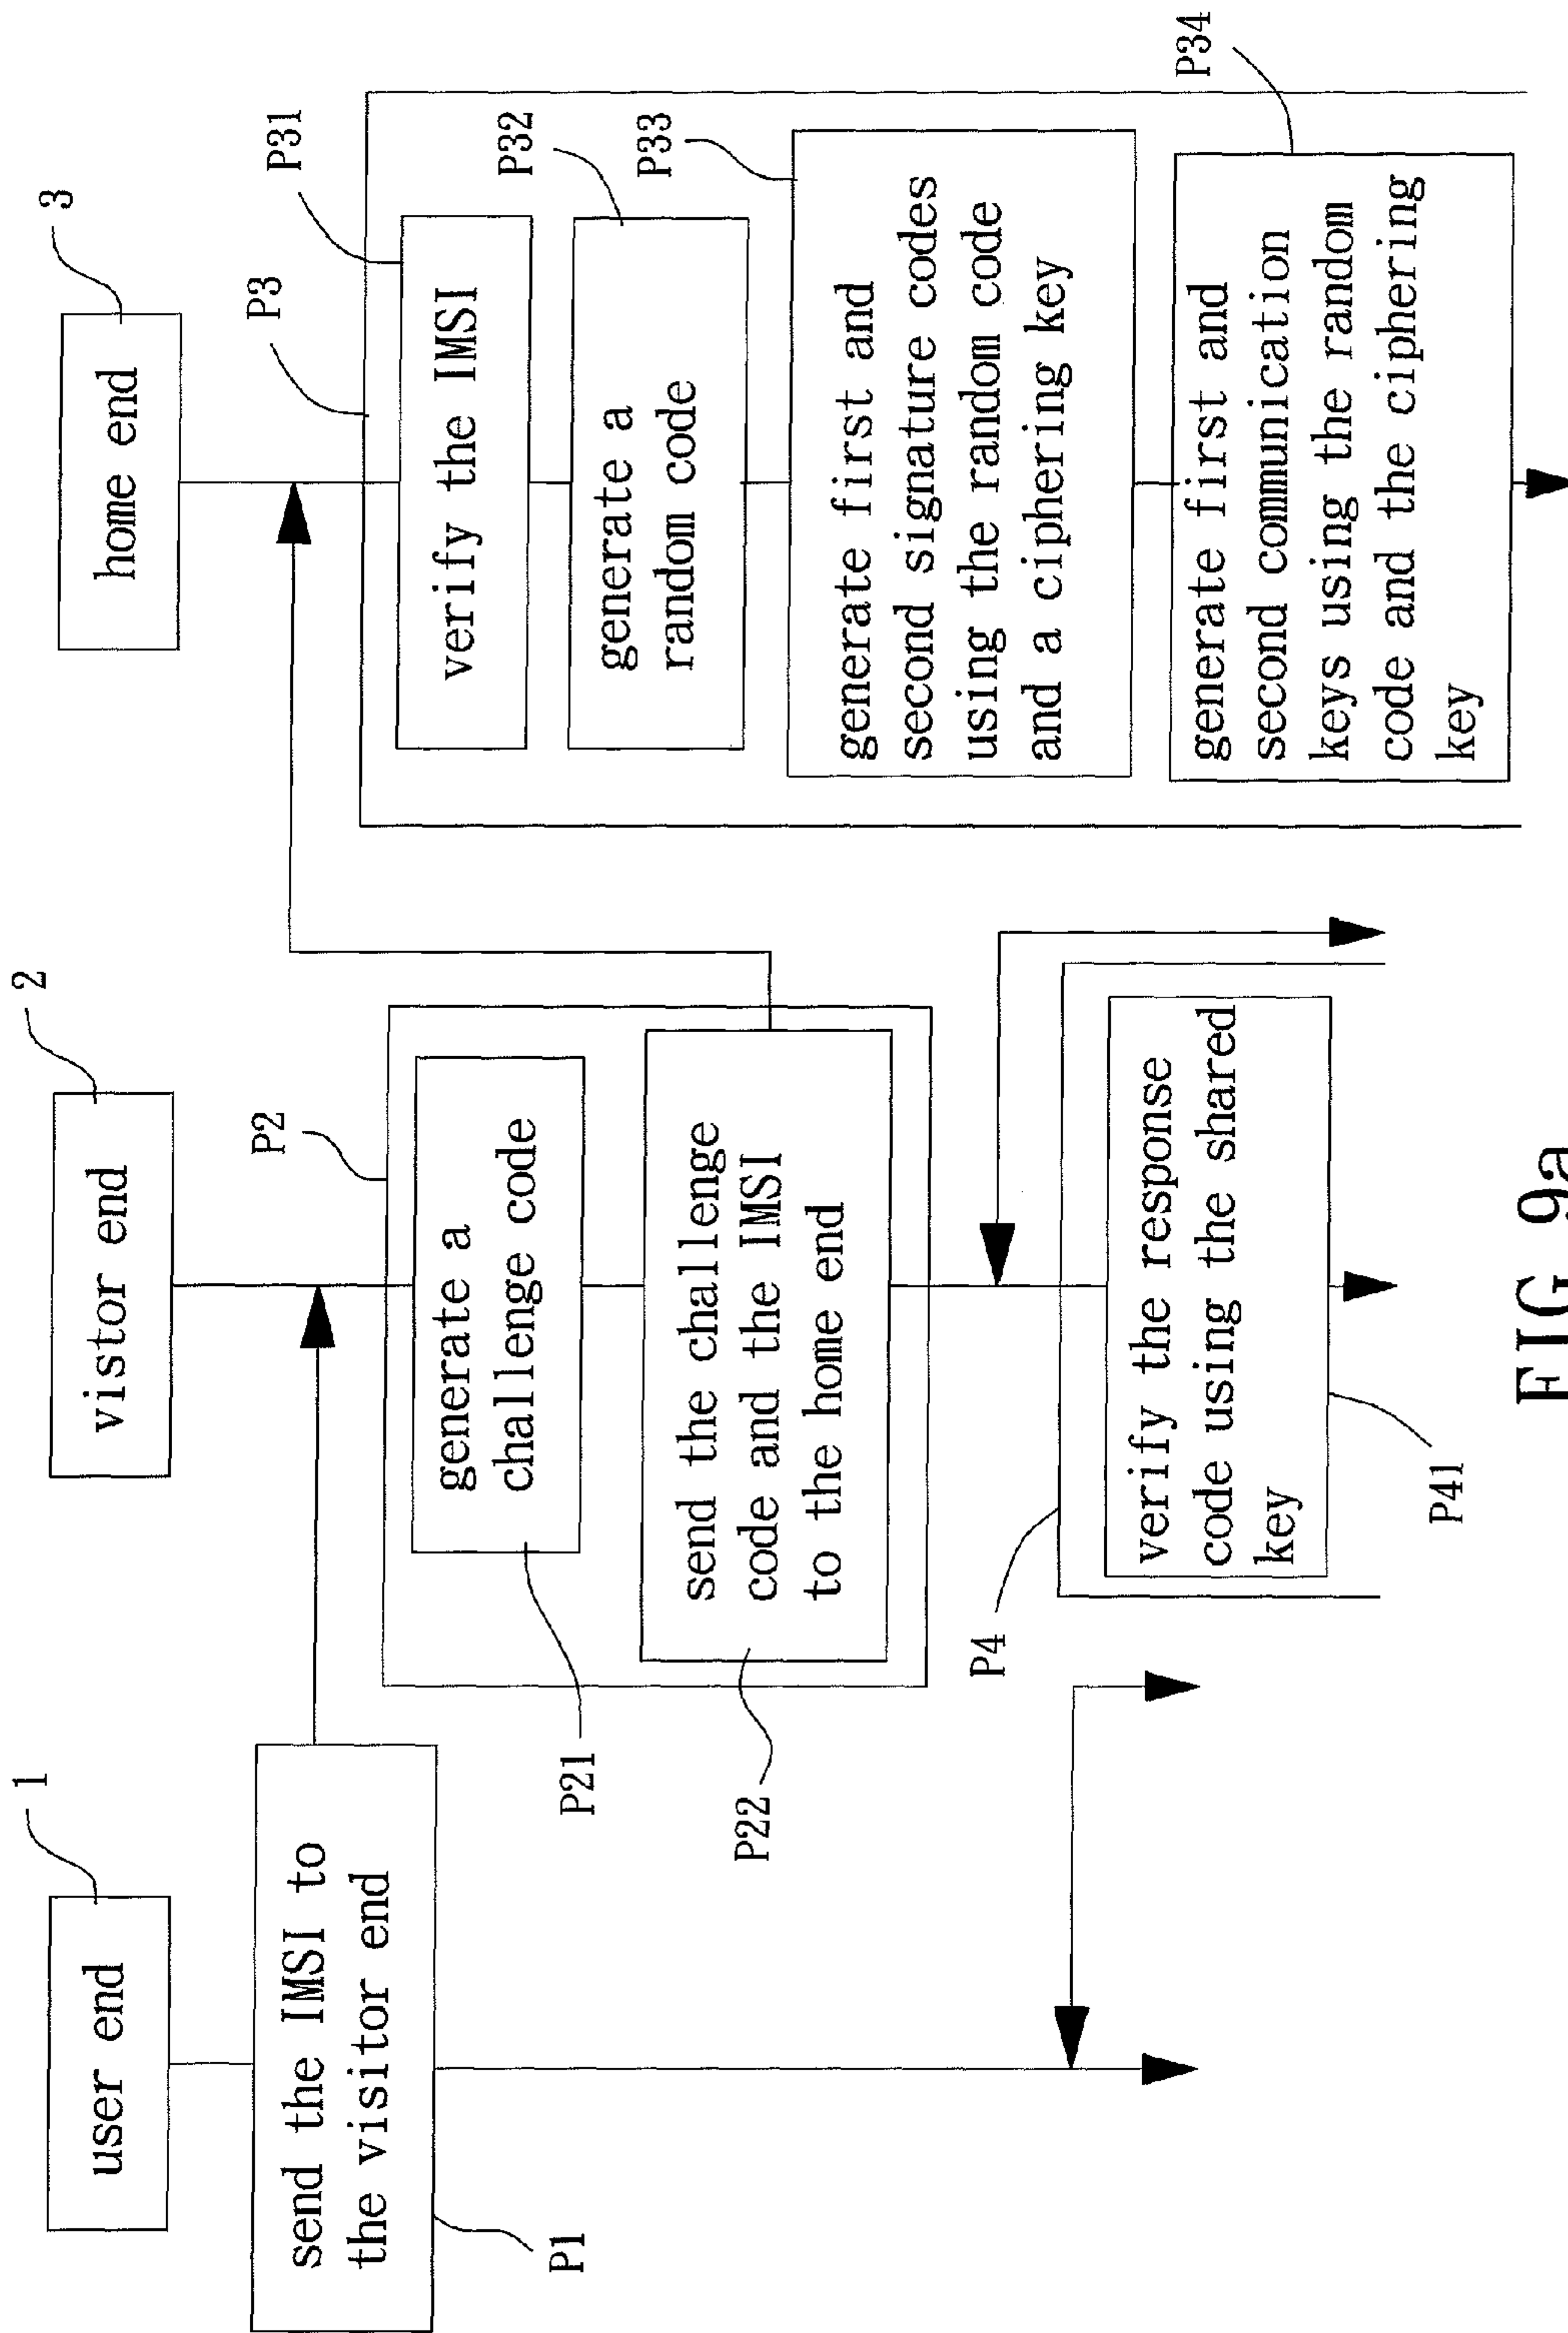 1
user end
send the IMSI to
the visitor end
P1
2
vistor end
P2
generate a
challenge code
P21
send the challenge
code and the IMSI
to the home end
P22
P4
verify the response
code using the shared
key
P41
3
home end
P3
verify the IMSI
P31
generate a
random code
P32
generate first and
second signature codes
using the random code
and a ciphering key
P33
generate first and
second communication
keys using the random
code and the ciphering
key
P34
FIG 9a